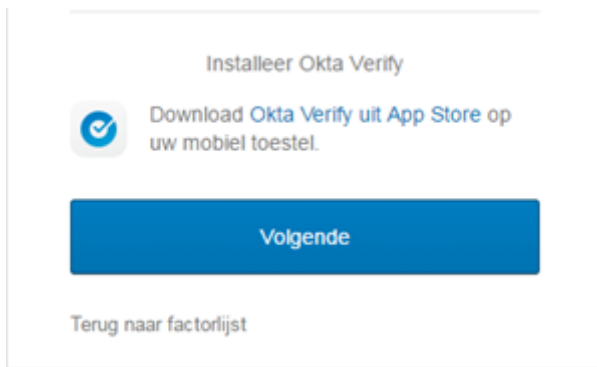 Installeer Okta Verify
Download Okta Verify uit App Store op
uw mobiel toestel.
Volgende
Terug naar factorlijst